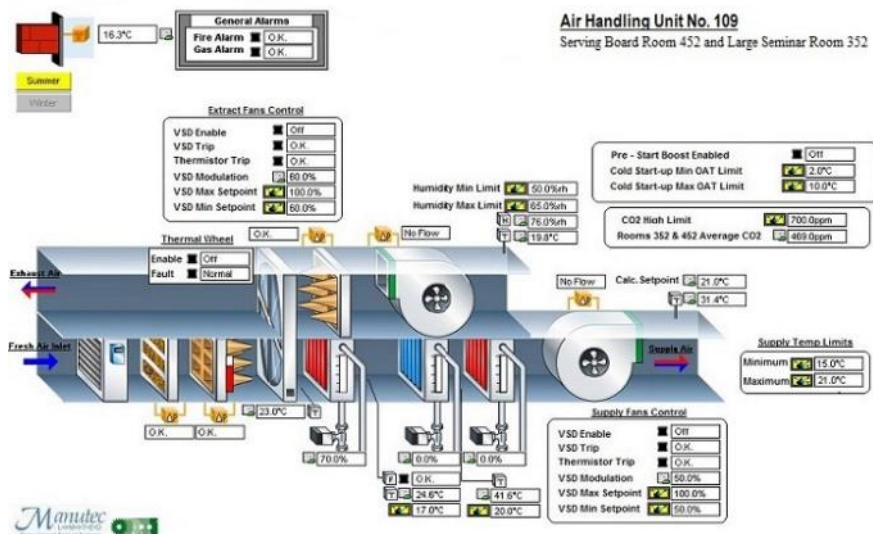 Air Handling Unit No. 109
Serving Board Room 452 and Large Seminar Room 352
16.3°C
General Alarms
Fire Alarm O.K.
Gas Alarm O.K.
Summer
Winter
Extract Fans Control
VSD Enable Off
VSD Trip O.K.
Thermistor Trip O.K.
VSD Modulation 60.0%
VSD Max Setpoint 100.0%
VSD Min Setpoint 60.0%
Pre - Start Boost Enabled Off
Cold Start-up Min OAT Limit 2.0°C
Cold Start-up Max OAT Limit 10.0°C
Humidity Min Limit 50.0%rh
Humidity Max Limit 65.0%rh
H 76.0%rh
T 19.8°C
CO2 High Limit 700.0ppm
Rooms 352 & 452 Average CO2 469.0ppm
Thermal Wheel
Enable Off
Fault Normal
O.K.
ΔP
ΔP
No Flow
Exhaust Air
No Flow
ΔP
Calc. Setpoint 21.0°C
T 31.4°C
Fresh Air Inlet
Supply Air
Supply Temp Limits
Minimum 15.0°C
Maximum 21.0°C
ΔP
ΔP
23.0°C
T
O.K.
O.K.
70.0%
0.0%
0.0%
F O.K.
T
T 24.6°C
41.6°C
17.0°C
20.0°C
Supply Fans Control
VSD Enable Off
VSD Trip O.K.
Thermistor Trip O.K.
VSD Modulation 50.0%
VSD Max Setpoint 100.0%
VSD Min Setpoint 50.0%
Manutec